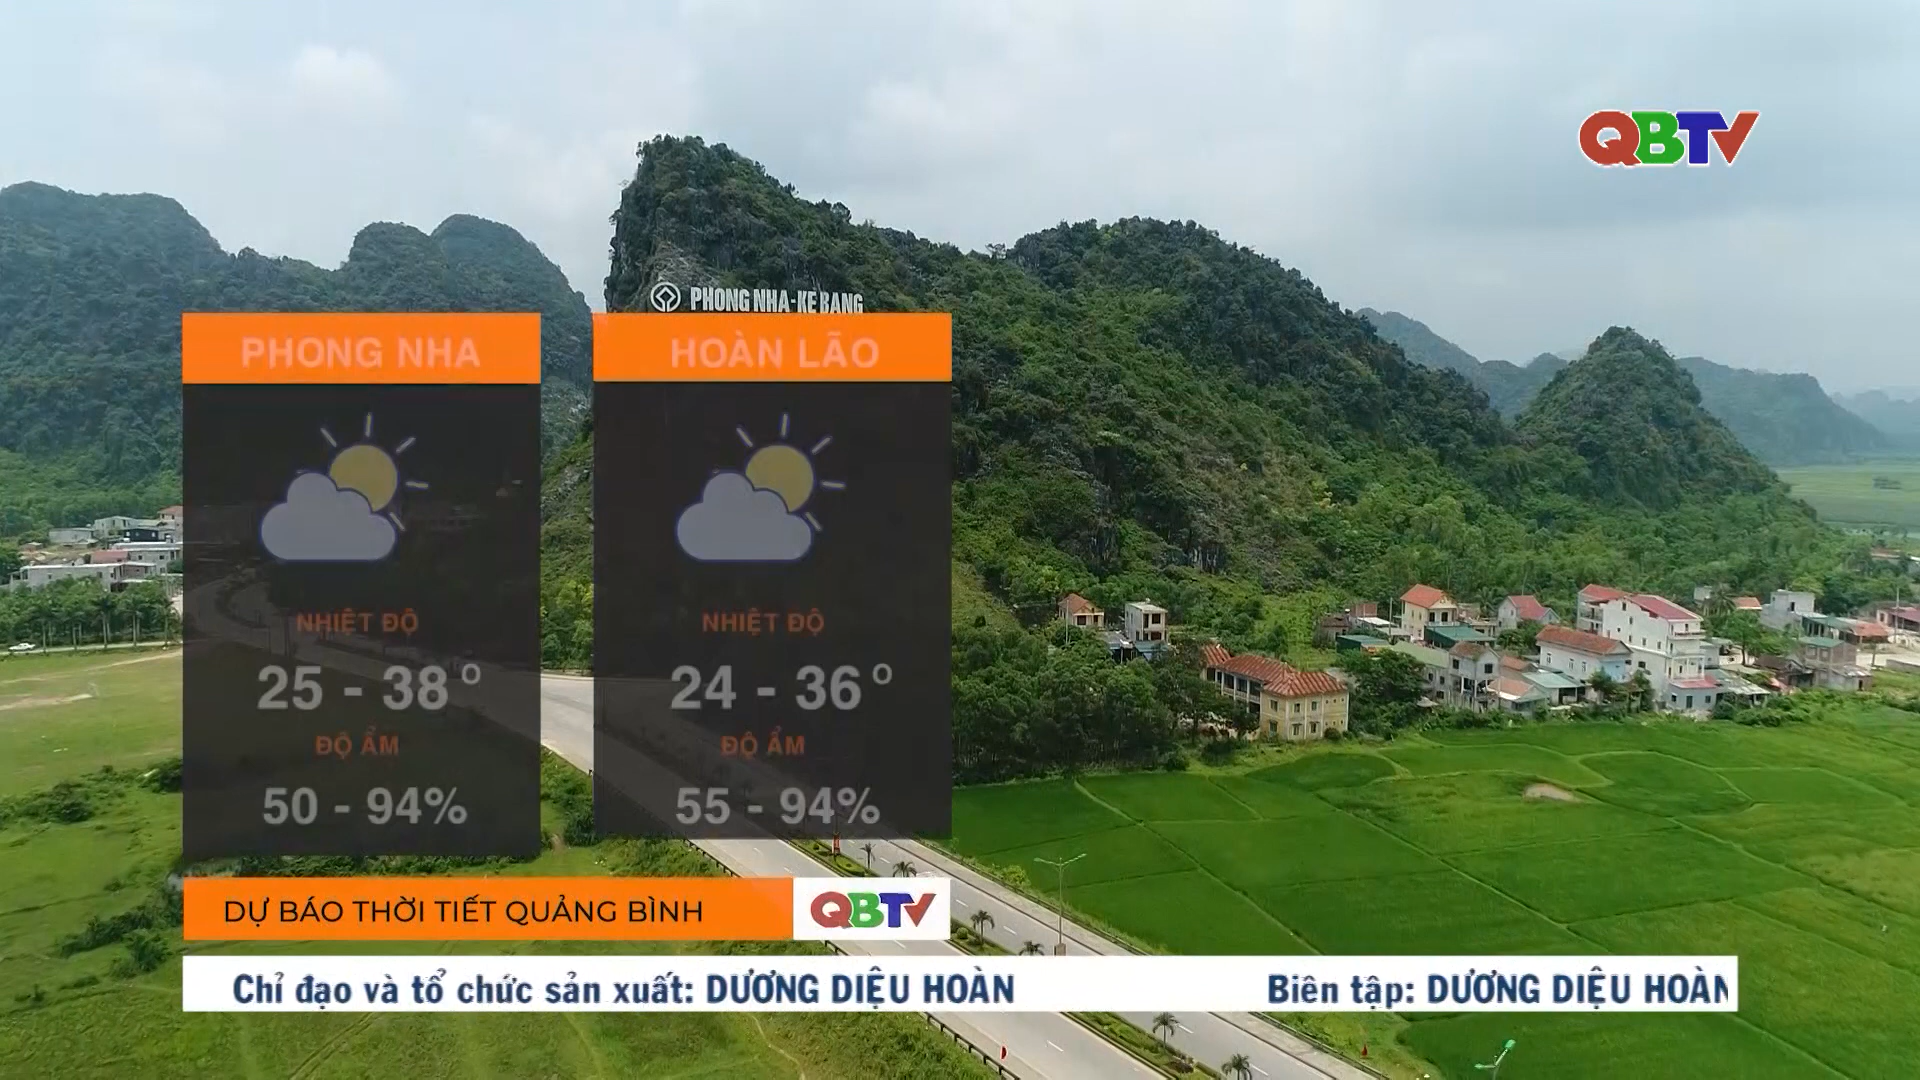 QBTV
PHONG NHA-KE BANG
PHONG NHA
NHIỆT ĐỘ
25 - 38°
ĐỘ ẨM
50 - 94%
HOÀN LÃO
NHIỆT ĐỘ
24 - 36°
ĐỘ ẨM
55 - 94%
DỰ BÁO THỜI TIẾT QUẢNG BÌNH
QBTV
Chỉ đạo và tổ chức sản xuất: DƯƠNG DIỆU HOÀN
Biên tập: DƯƠNG DIỆU HOÀN